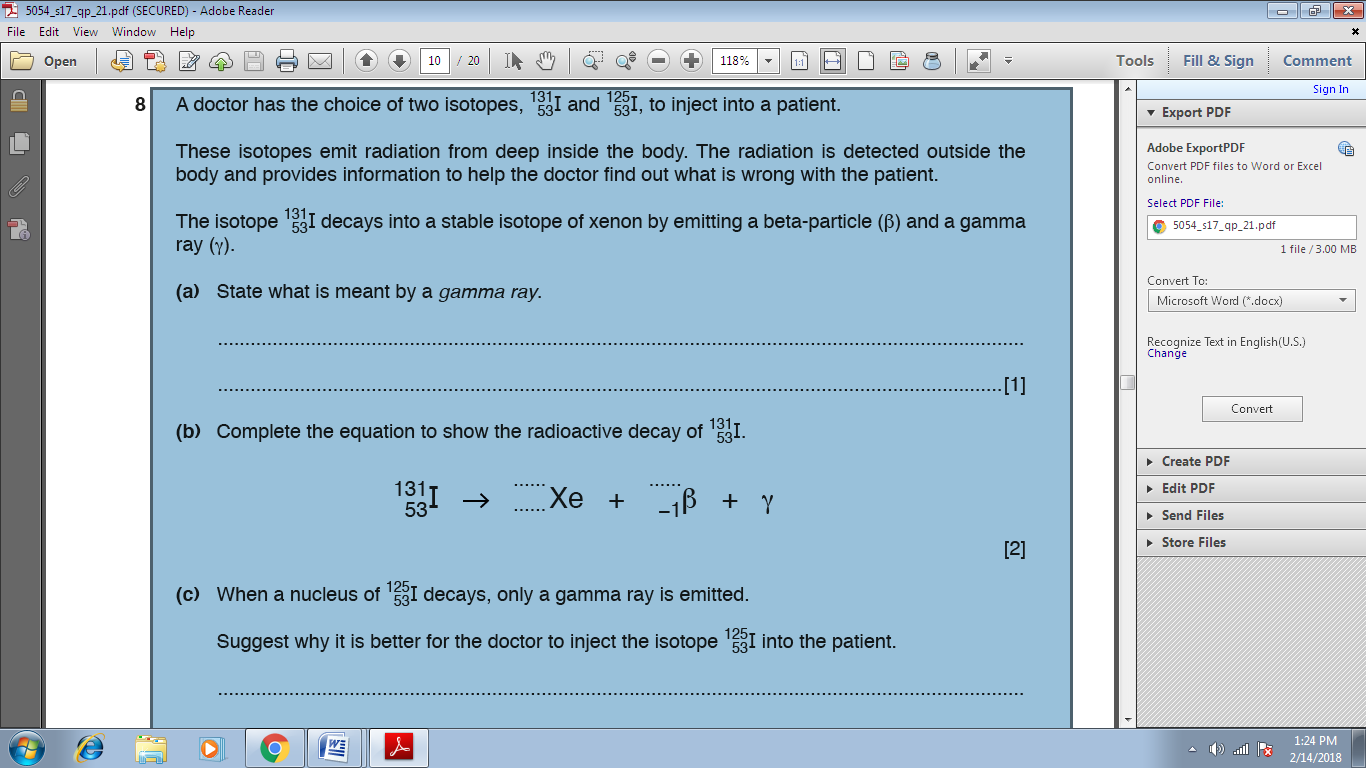 5054_s17_qp_21.pdf (SECURED) - Adobe Reader
File Edit View Window Help
Open 10 / 20 118% Tools Fill & Sign Comment
Sign In
Export PDF
Adobe ExportPDF
Convert PDF files to Word or Excel
online.
Select PDF File:
5054_s17_qp_21.pdf
1 file / 3.00 MB
Convert To:
Microsoft Word (*.docx)
Recognize Text in English(U.S.)
Change
Convert
Create PDF
Edit PDF
Send Files
Store Files
8 A doctor has the choice of two isotopes, ¹³¹₅₃I and ¹²⁵₅₃I, to inject into a patient.
These isotopes emit radiation from deep inside the body. The radiation is detected outside the
body and provides information to help the doctor find out what is wrong with the patient.
The isotope ¹³¹₅₃I decays into a stable isotope of xenon by emitting a beta-particle (β) and a gamma
ray (γ).
(a) State what is meant by a gamma ray.
..........................................................................................
.......................................................................................... [1]
(b) Complete the equation to show the radioactive decay of ¹³¹₅₃I.
¹³¹₅₃I → ...... ...... Xe + ...... ₋₁β + γ
[2]
(c) When a nucleus of ¹²⁵₅₃I decays, only a gamma ray is emitted.
Suggest why it is better for the doctor to inject the isotope ¹²⁵₅₃I into the patient.
..........................................................................................
1:24 PM
2/14/2018